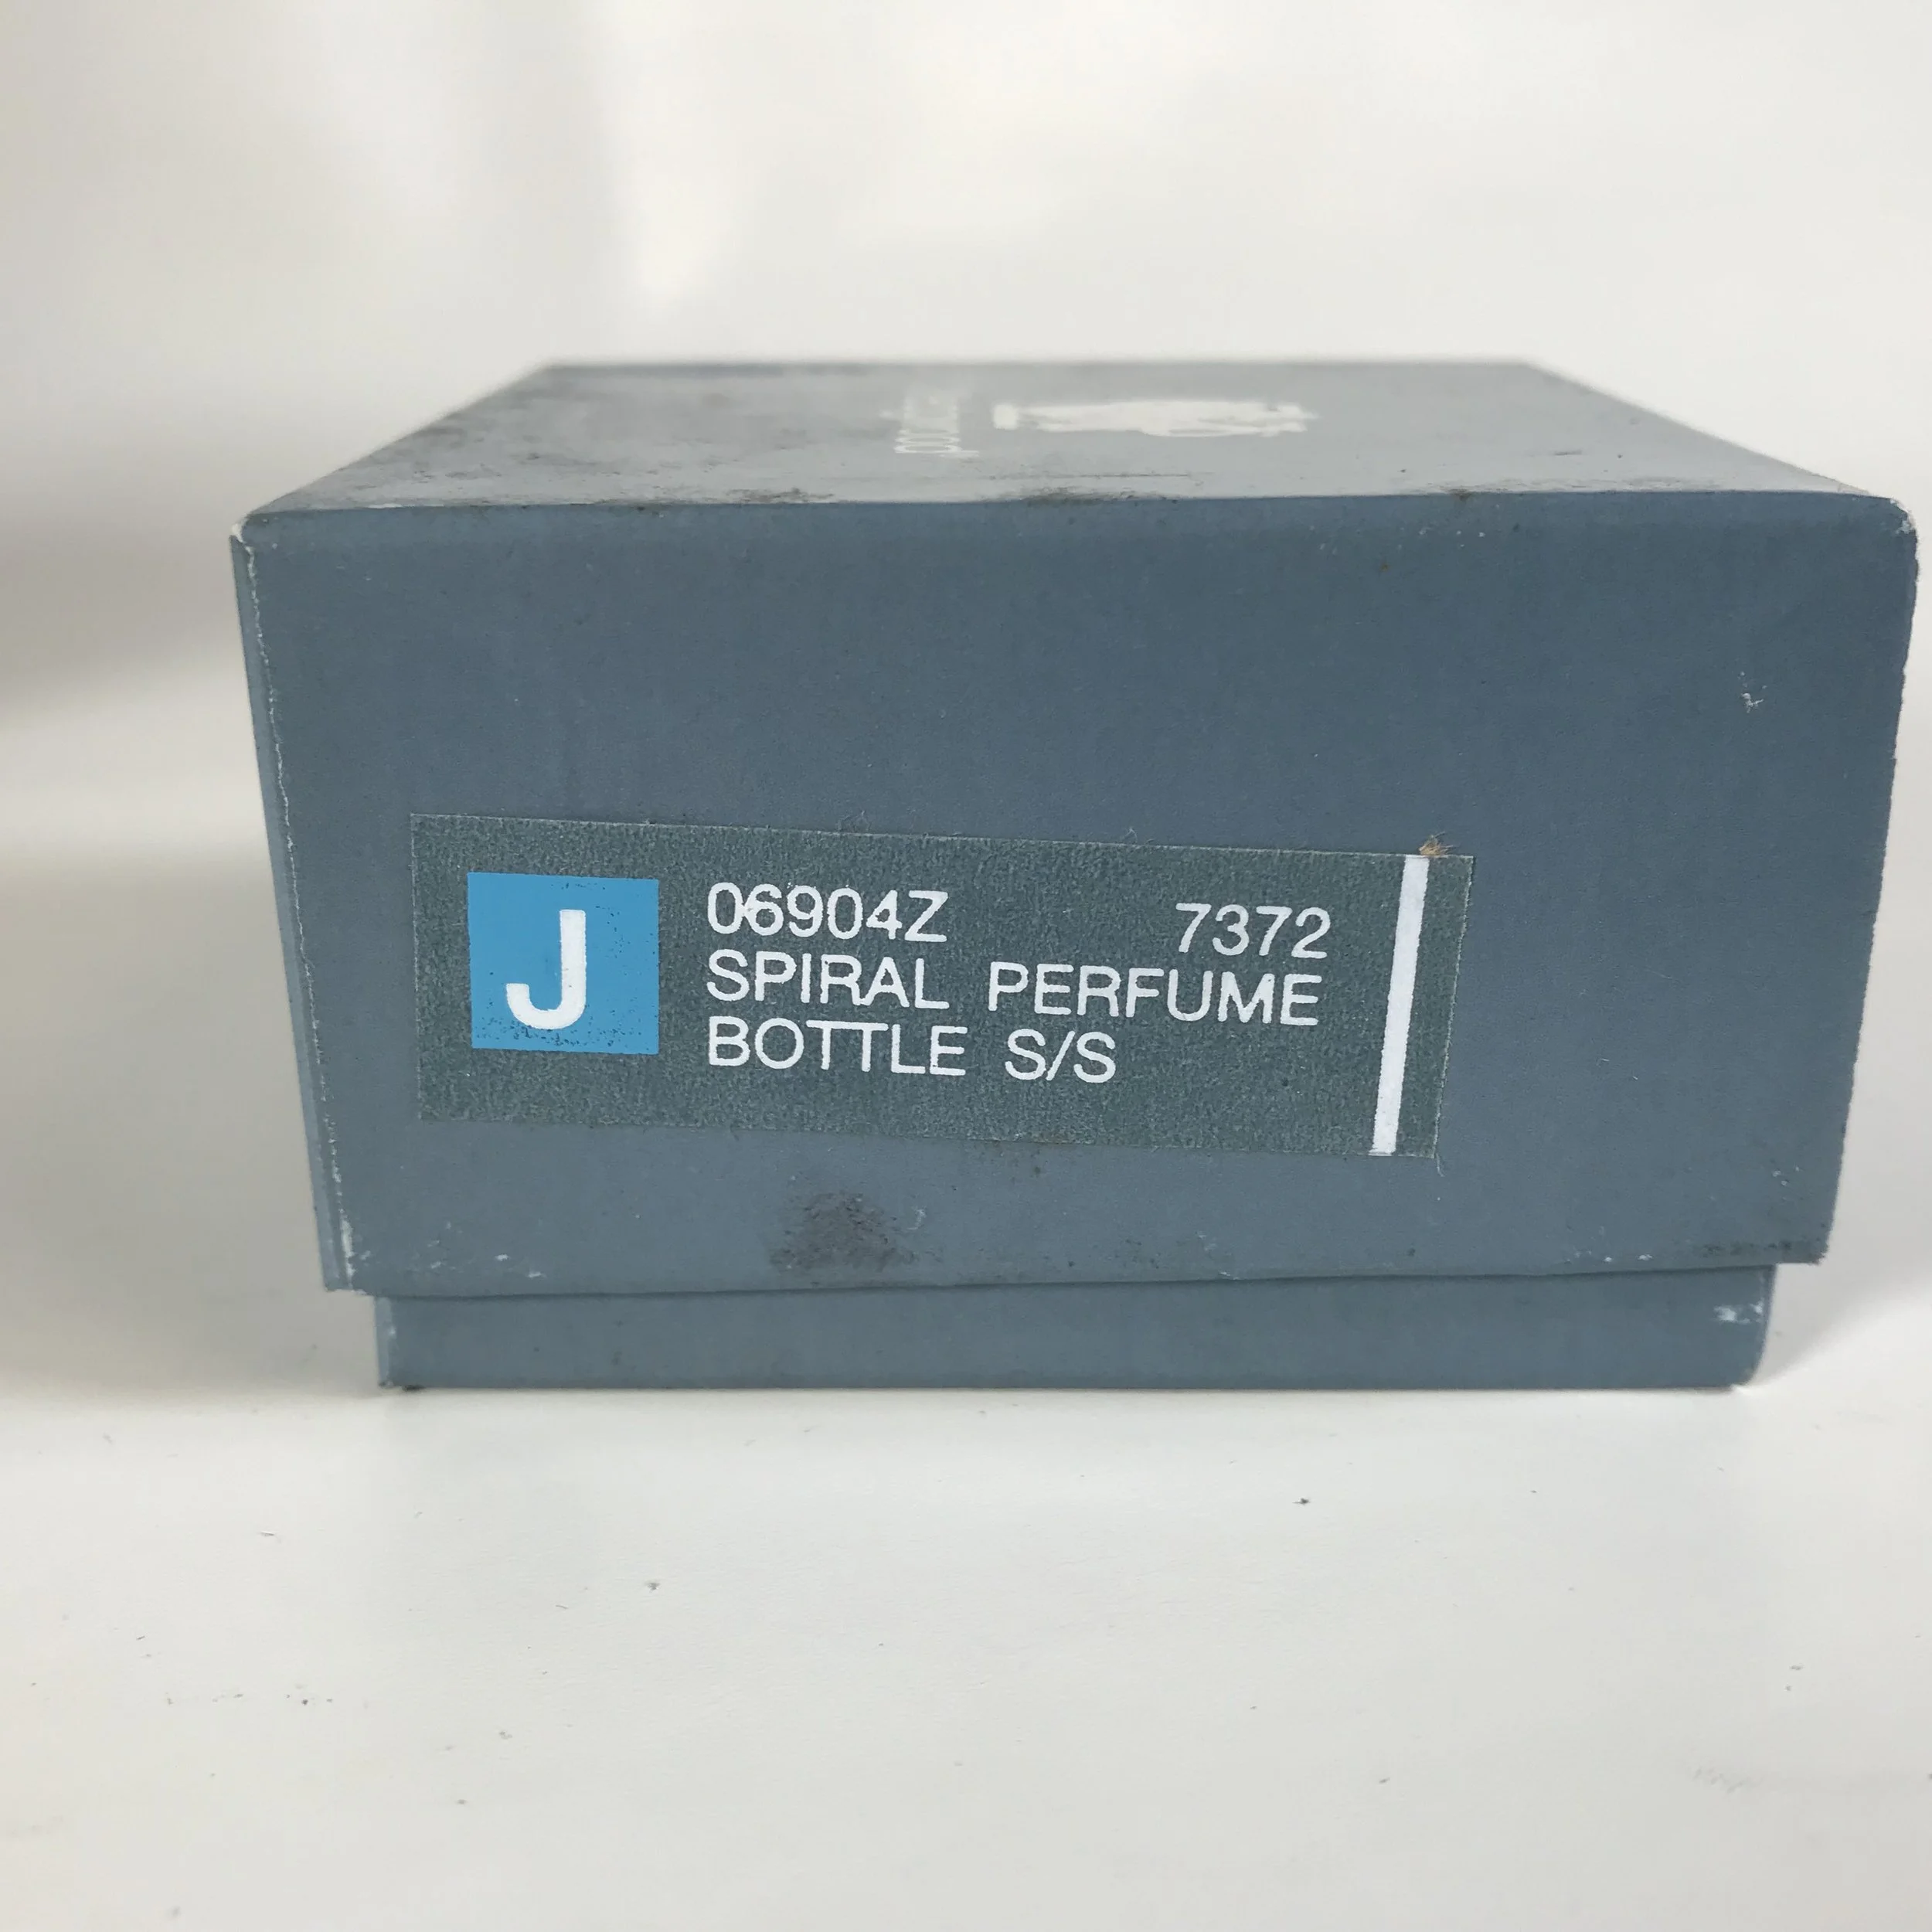 J
06904Z 7372
SPIRAL PERFUME
BOTTLE S/S